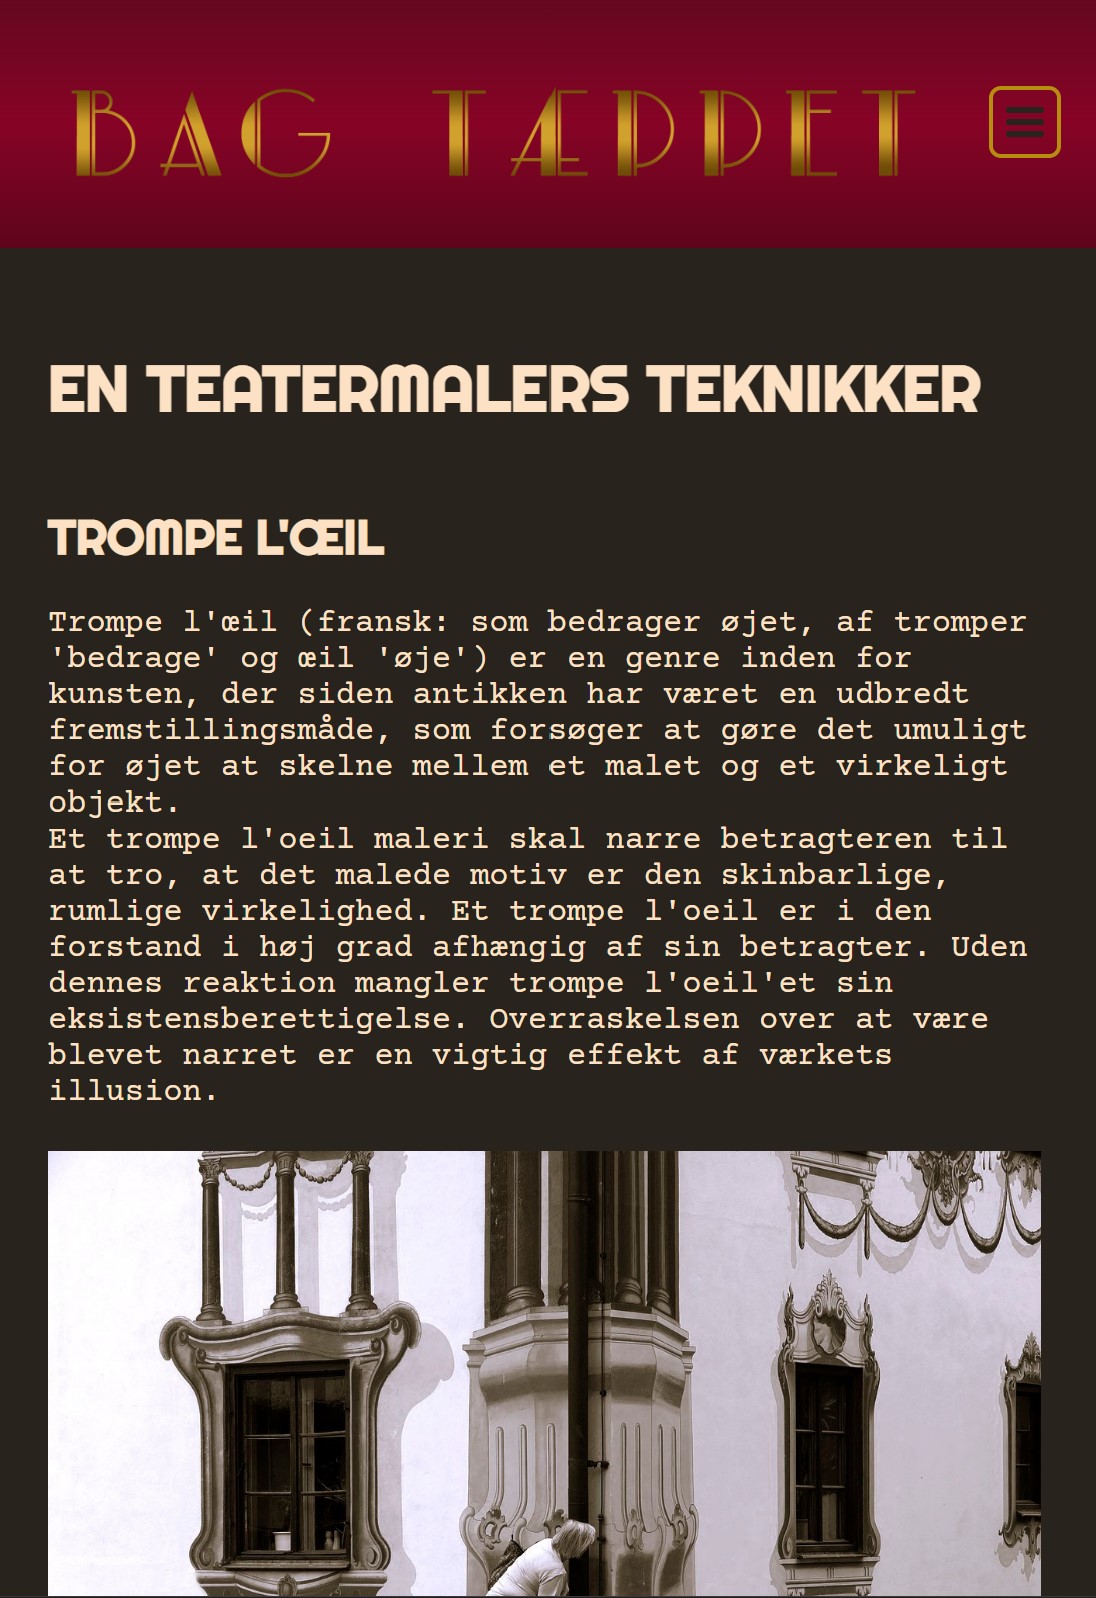 BAG TÆPPET
EN TEATERMALERS TEKNIKKER
TROMPE L'ŒIL
Trompe l'œil (fransk: som bedrager øjet, af tromper
'bedrage' og œil 'øje') er en genre inden for
kunsten, der siden antikken har været en udbredt
fremstillingsmåde, som forsøger at gøre det umuligt
for øjet at skelne mellem et malet og et virkeligt
objekt.
Et trompe l'oeil maleri skal narre betragteren til
at tro, at det malede motiv er den skinbarlige,
rumlige virkelighed. Et trompe l'oeil er i den
forstand i høj grad afhængig af sin betragter. Uden
dennes reaktion mangler trompe l'oeil'et sin
eksistensberettigelse. Overraskelsen over at være
blevet narret er en vigtig effekt af værkets
illusion.